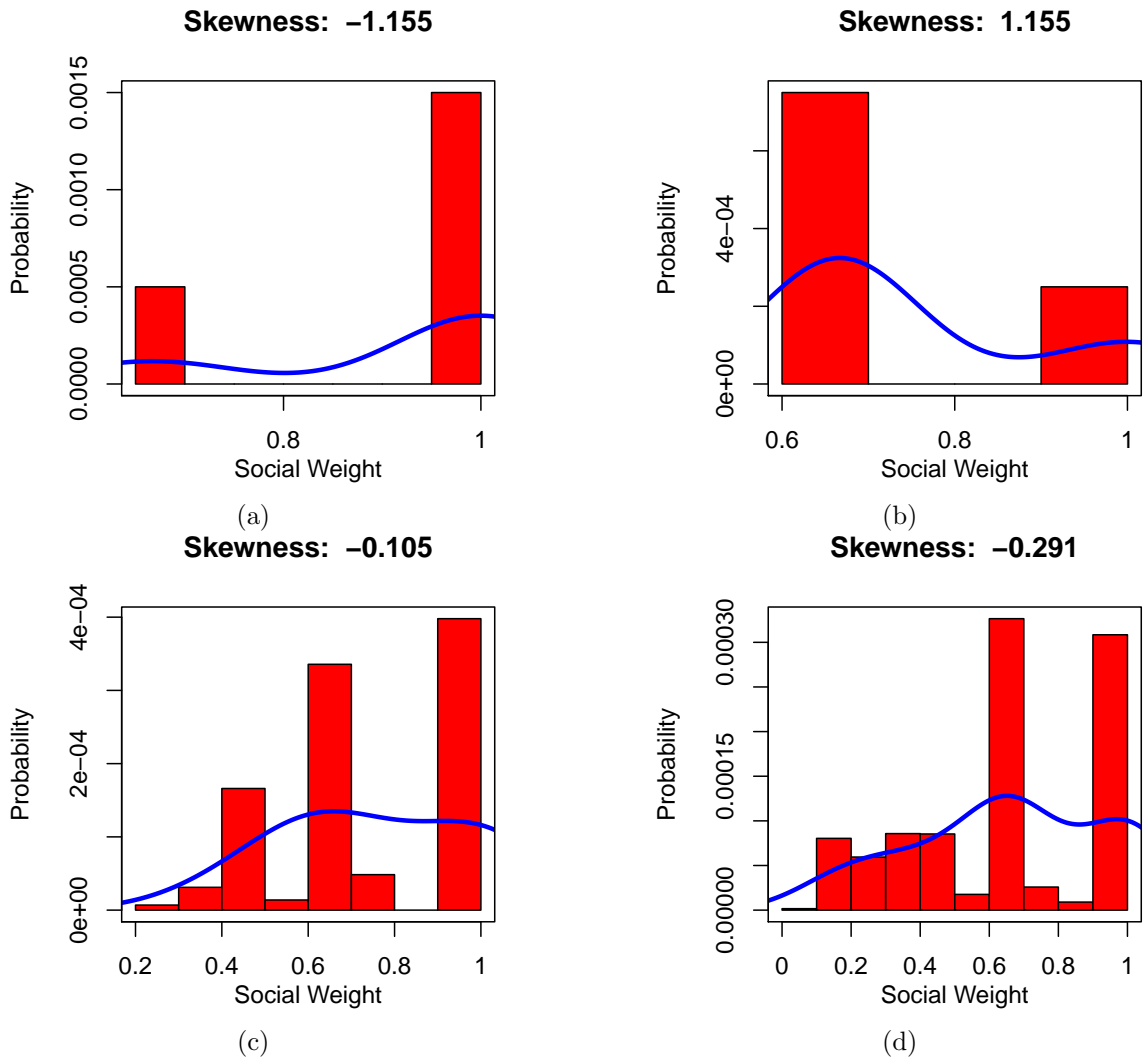 Skewness: −1.155
Probability
0.0000 0.0005 0.0010 0.0015
0.8 1
Social Weight
(a)
Skewness: 1.155
Probability
0e+00 4e−04
0.6 0.8 1
Social Weight
(b)
Skewness: −0.105
Probability
0e+00 2e−04 4e−04
0.2 0.4 0.6 0.8 1
Social Weight
(c)
Skewness: −0.291
Probability
0.00000 0.00015 0.00030
0 0.2 0.4 0.6 0.8 1
Social Weight
(d)